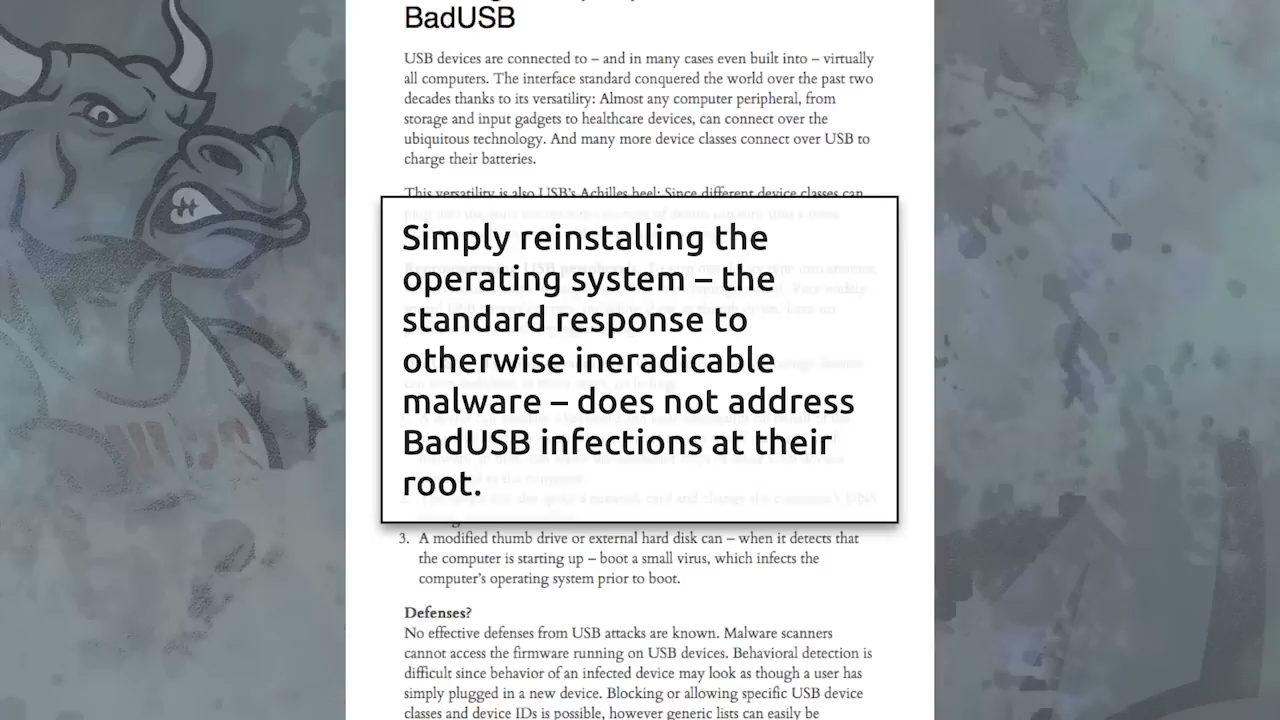 BadUSB
USB devices are connected to – and in many cases even built into – virtually
all computers. The interface standard conquered the world over the past two
decades thanks to its versatility: Almost any computer peripheral, from
storage and input gadgets to healthcare devices, can connect over the
ubiquitous technology. And many more device classes connect over USB to
charge their batteries.
This versatility is also USB's Achilles heel: Since different device classes can
Simply reinstalling the
operating system – the
standard response to
otherwise ineradicable
malware – does not address
BadUSB infections at their
root.
3. A modified thumb drive or external hard disk can – when it detects that
the computer is starting up – boot a small virus, which infects the
computer's operating system prior to boot.
Defenses?
No effective defenses from USB attacks are known. Malware scanners
cannot access the firmware running on USB devices. Behavioral detection is
difficult since behavior of an infected device may look as though a user has
simply plugged in a new device. Blocking or allowing specific USB device
classes and device IDs is possible, however generic lists can easily be